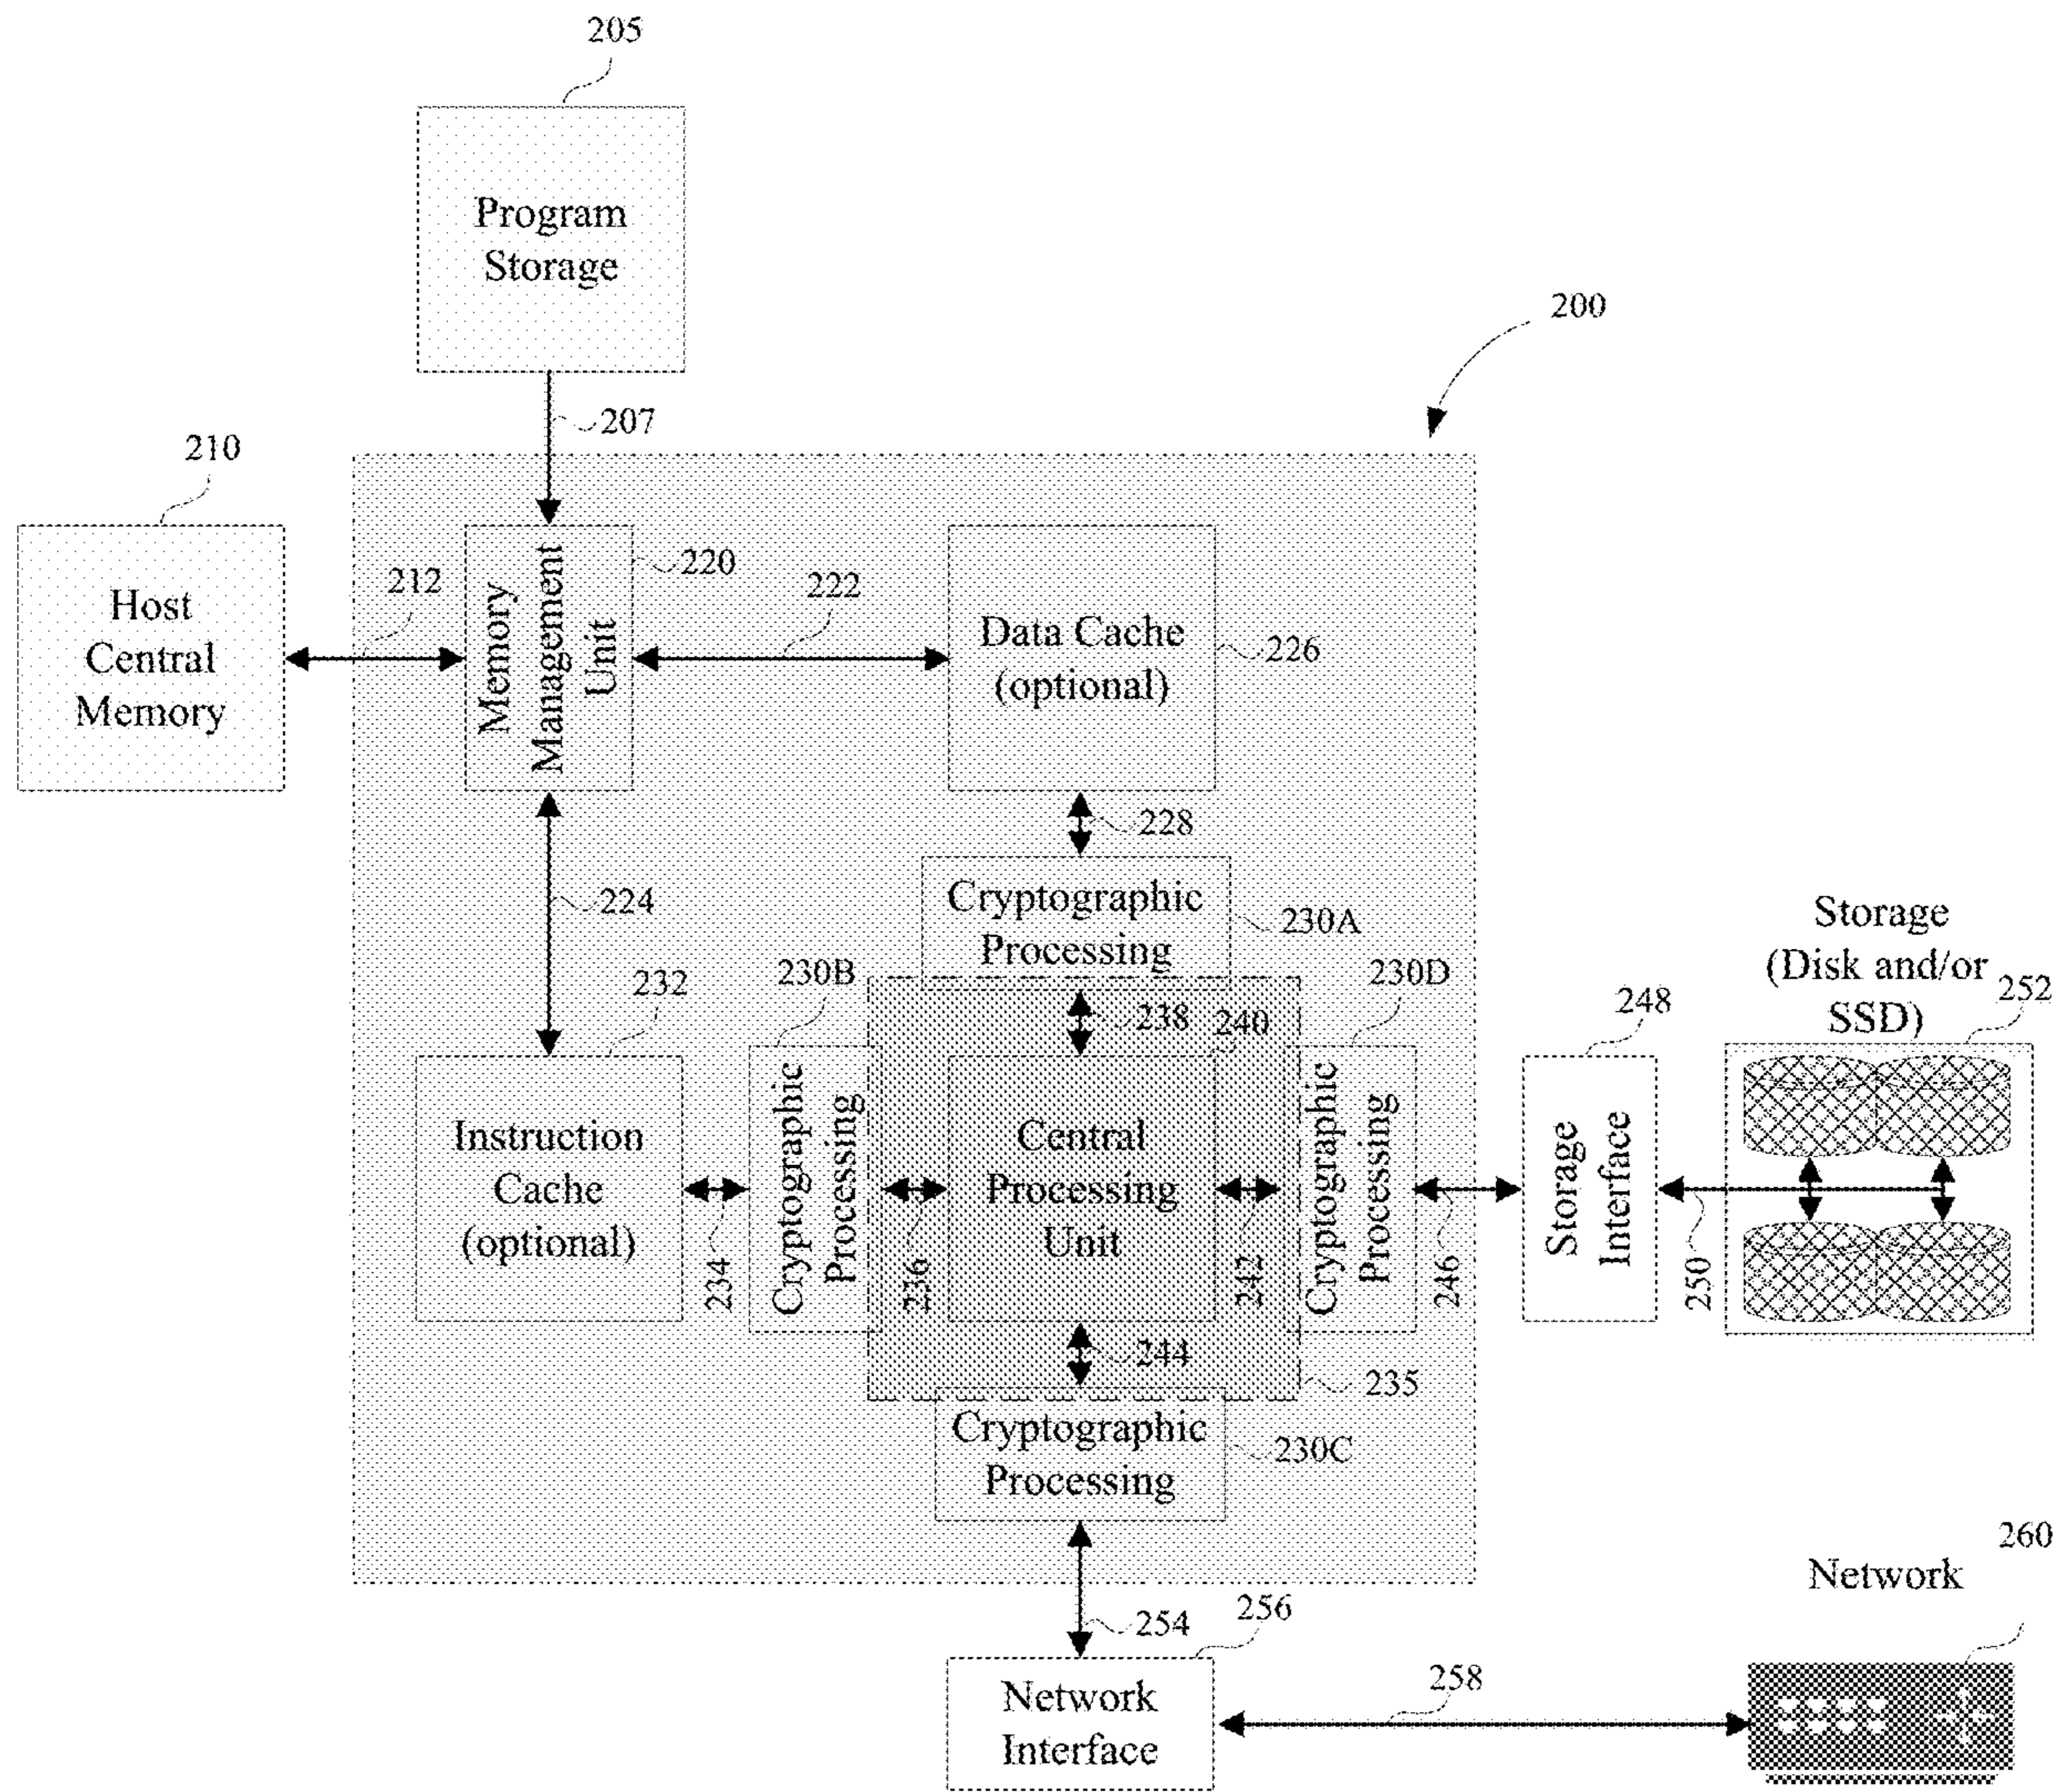 205
Program
Storage
200
207
210
Host
Central
Memory
212
Memory
Management
Unit
220
222
Data Cache
(optional)
226
228
224
Cryptographic
Processing
230A
232
230B
230D
238
240
Instruction
Cache
(optional)
234
Cryptographic
Processing
236
Central
Processing
Unit
242
Cryptographic
Processing
246
248
Storage
Interface
250
Storage
(Disk and/or
SSD)
252
244
235
Cryptographic
Processing
230C
254
256
Network
Interface
258
Network
260